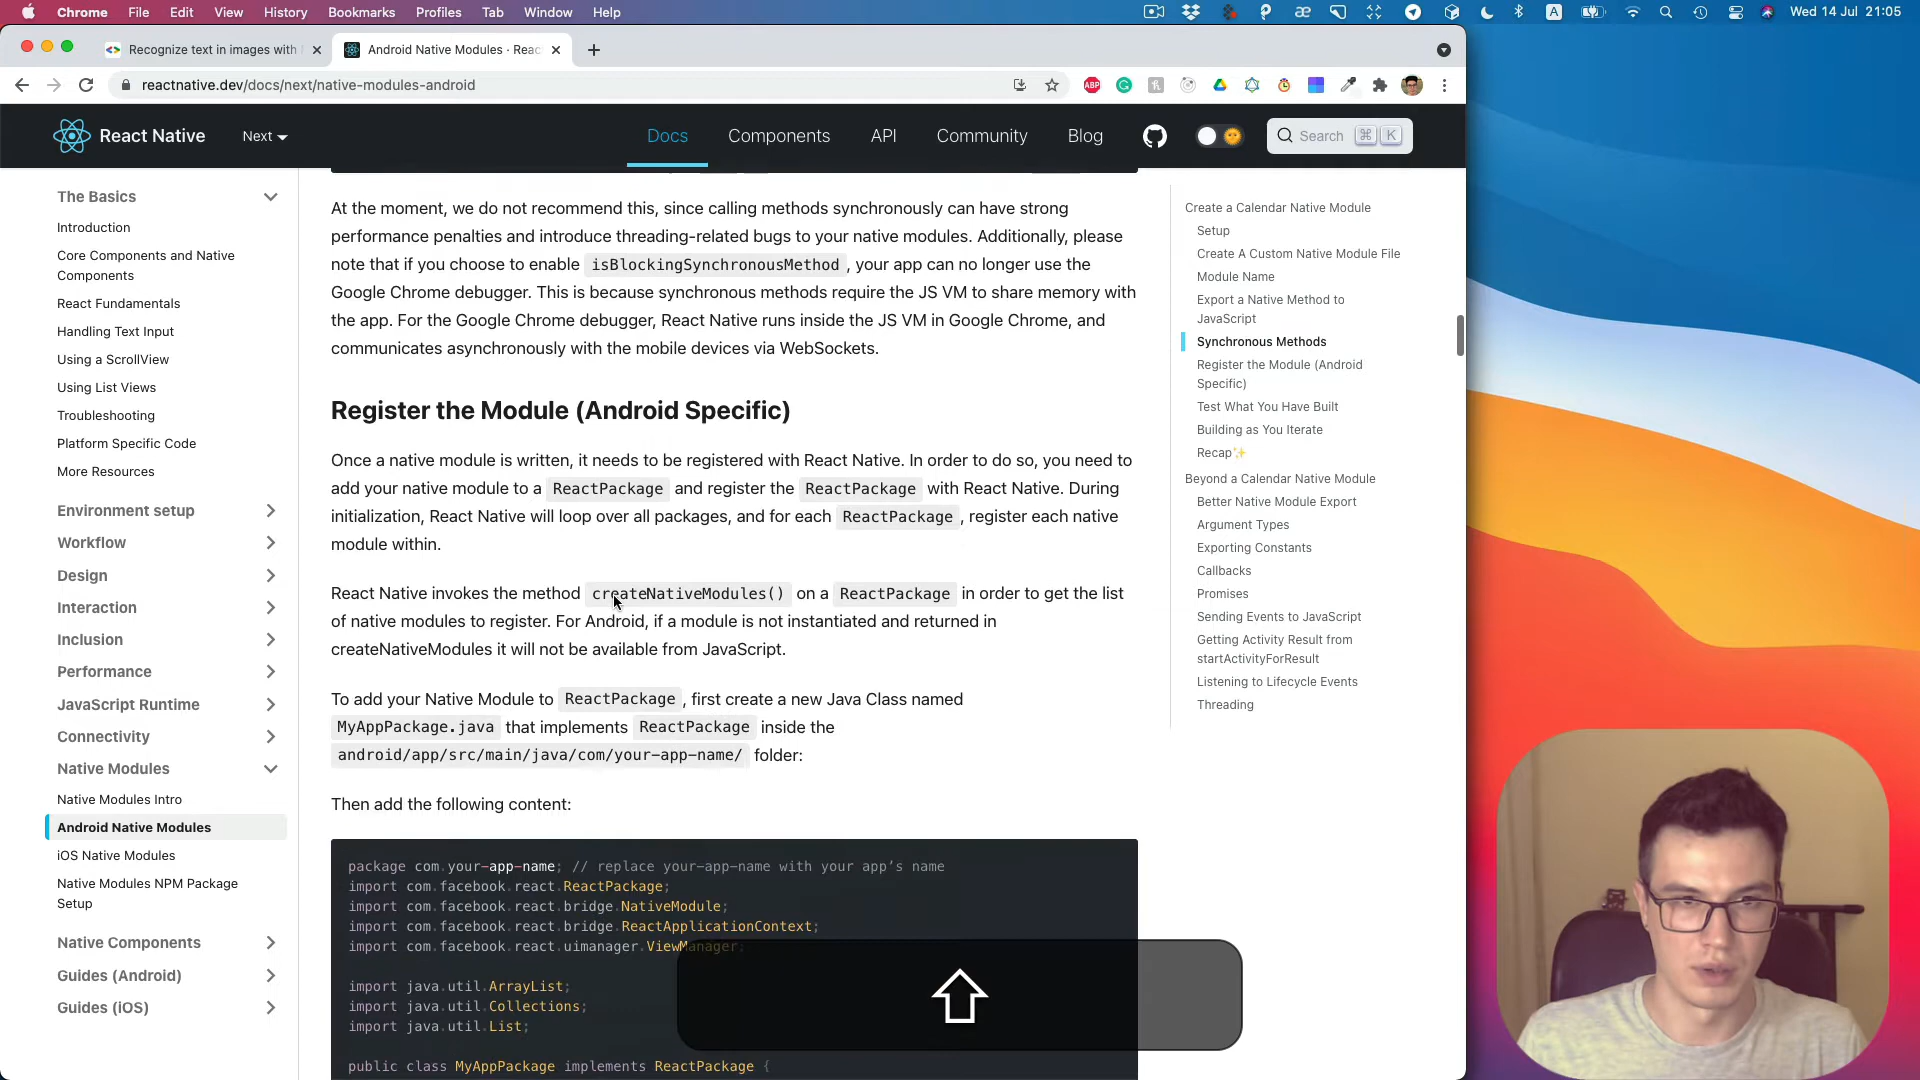 Chrome File Edit View History Bookmarks Profiles Tab Window Help
Wed 14 Jul 21:05
Recognize text in images with
Android Native Modules · Reac
reactnative.dev/docs/next/native-modules-android
React Native
Next
Docs
Components
API
Community
Blog
Search ⌘ K
The Basics
Introduction
Core Components and Native
Components
React Fundamentals
Handling Text Input
Using a ScrollView
Using List Views
Troubleshooting
Platform Specific Code
More Resources
Environment setup
Workflow
Design
Interaction
Inclusion
Performance
JavaScript Runtime
Connectivity
Native Modules
Native Modules Intro
Android Native Modules
iOS Native Modules
Native Modules NPM Package
Setup
Native Components
Guides (Android)
Guides (iOS)
At the moment, we do not recommend this, since calling methods synchronously can have strong
performance penalties and introduce threading-related bugs to your native modules. Additionally, please
note that if you choose to enable isBlockingSynchronousMethod, your app can no longer use the
Google Chrome debugger. This is because synchronous methods require the JS VM to share memory with
the app. For the Google Chrome debugger, React Native runs inside the JS VM in Google Chrome, and
communicates asynchronously with the mobile devices via WebSockets.
Register the Module (Android Specific)
Once a native module is written, it needs to be registered with React Native. In order to do so, you need to
add your native module to a ReactPackage and register the ReactPackage with React Native. During
initialization, React Native will loop over all packages, and for each ReactPackage, register each native
module within.
React Native invokes the method createNativeModules() on a ReactPackage in order to get the list
of native modules to register. For Android, if a module is not instantiated and returned in
createNativeModules it will not be available from JavaScript.
To add your Native Module to ReactPackage, first create a new Java Class named
MyAppPackage.java that implements ReactPackage inside the
android/app/src/main/java/com/your-app-name/ folder:
Then add the following content:
package com.your-app-name; // replace your-app-name with your app's name
import com.facebook.react.ReactPackage;
import com.facebook.react.bridge.NativeModule;
import com.facebook.react.bridge.ReactApplicationContext;
import com.facebook.react.uimanager.ViewManager;
import java.util.ArrayList;
import java.util.Collections;
import java.util.List;
public class MyAppPackage implements ReactPackage {
Create a Calendar Native Module
Setup
Create A Custom Native Module File
Module Name
Export a Native Method to
JavaScript
Synchronous Methods
Register the Module (Android
Specific)
Test What You Have Built
Building as You Iterate
Recap✨
Beyond a Calendar Native Module
Better Native Module Export
Argument Types
Exporting Constants
Callbacks
Promises
Sending Events to JavaScript
Getting Activity Result from
startActivityForResult
Listening to Lifecycle Events
Threading